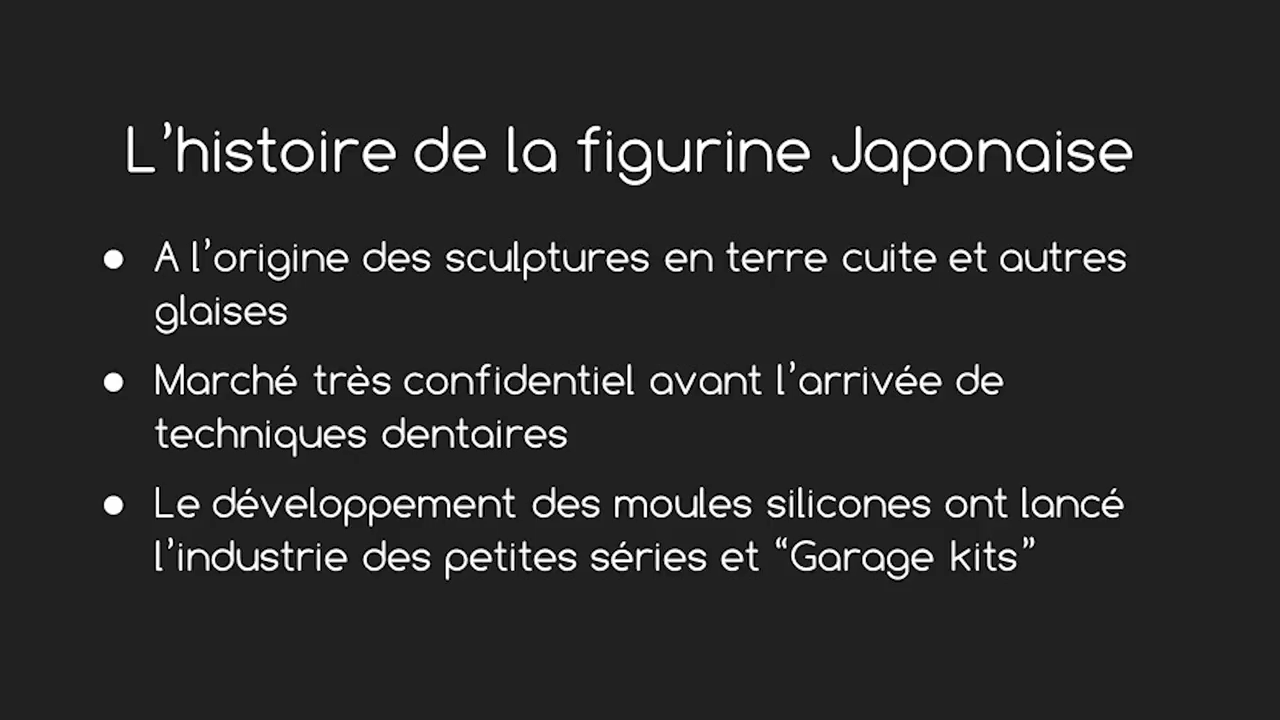 L’histoire de la figurine Japonaise
● A l’origine des sculptures en terre cuite et autres
glaises
● Marché très confidentiel avant l’arrivée de
techniques dentaires
● Le développement des moules silicones ont lancé
l’industrie des petites séries et “Garage kits”